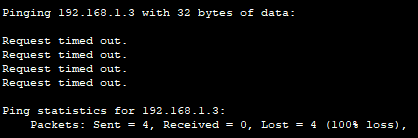 Pinging 192.168.1.3 with 32 bytes of data:
Request timed out.
Request timed out.
Request timed out.
Request timed out.
Ping statistics for 192.168.1.3:
Packets: Sent = 4, Received = 0, Lost = 4 (100% loss),